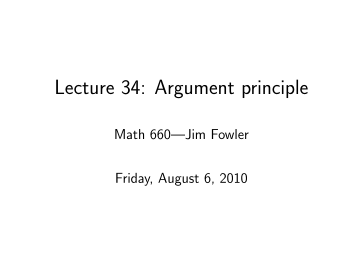 Lecture 34: Argument principle
Math 660—Jim Fowler
Friday, August 6, 2010